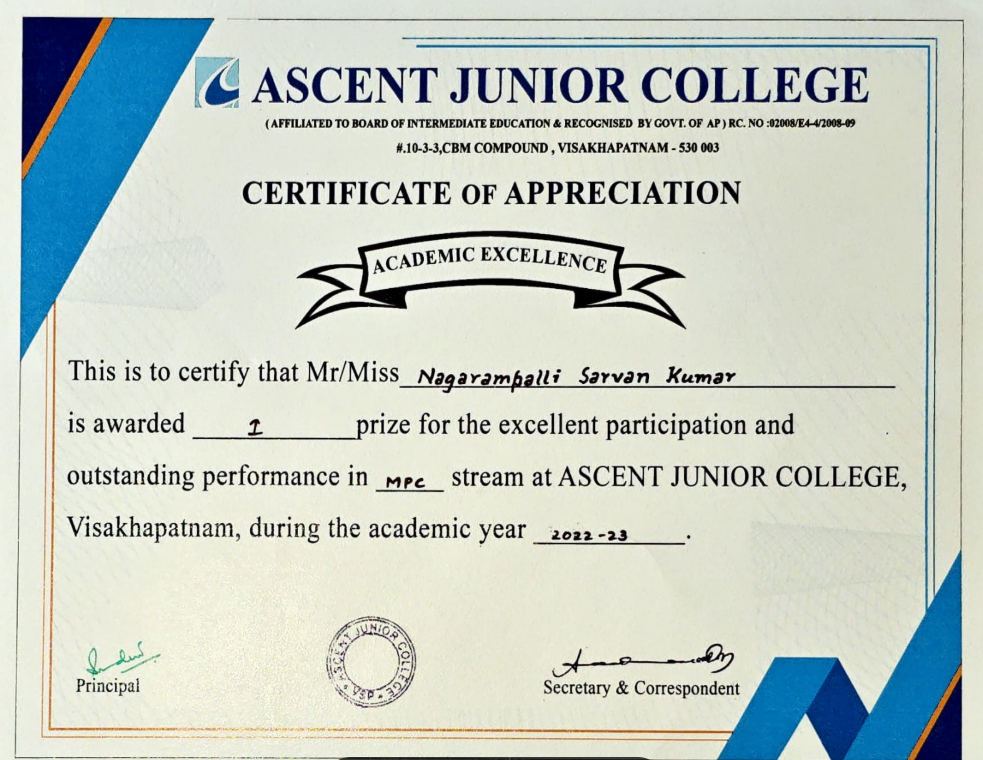 ASCENT JUNIOR COLLEGE
( AFFILIATED TO BOARD OF INTERMEDIATE EDUCATION & RECOGNISED BY GOVT. OF AP ) RC. NO :02008/E4-4/2008-09
#.10-3-3,CBM COMPOUND , VISAKHAPATNAM - 530 003
CERTIFICATE OF APPRECIATION
ACADEMIC EXCELLENCE
This is to certify that Mr/Miss Nagarampalli Sarvan Kumar
is awarded I prize for the excellent participation and
outstanding performance in MPC stream at ASCENT JUNIOR COLLEGE,
Visakhapatnam, during the academic year 2022-23.
ASCENT JUNIOR COLLEGE
* VSP *
Principal
Secretary & Correspondent